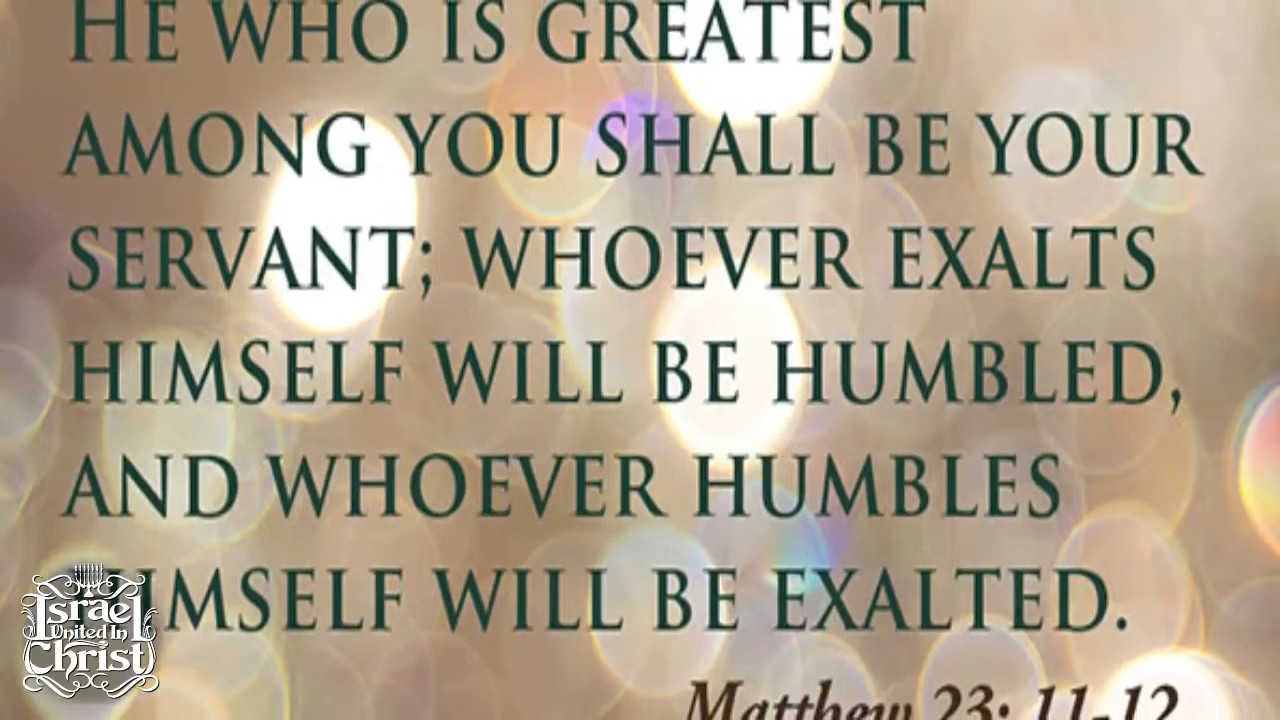 HE WHO IS GREATEST
AMONG YOU SHALL BE YOUR
SERVANT; WHOEVER EXALTS
HIMSELF WILL BE HUMBLED,
AND WHOEVER HUMBLES
HIMSELF WILL BE EXALTED.
Matthew 23: 11-12
Israel
United In
Christ